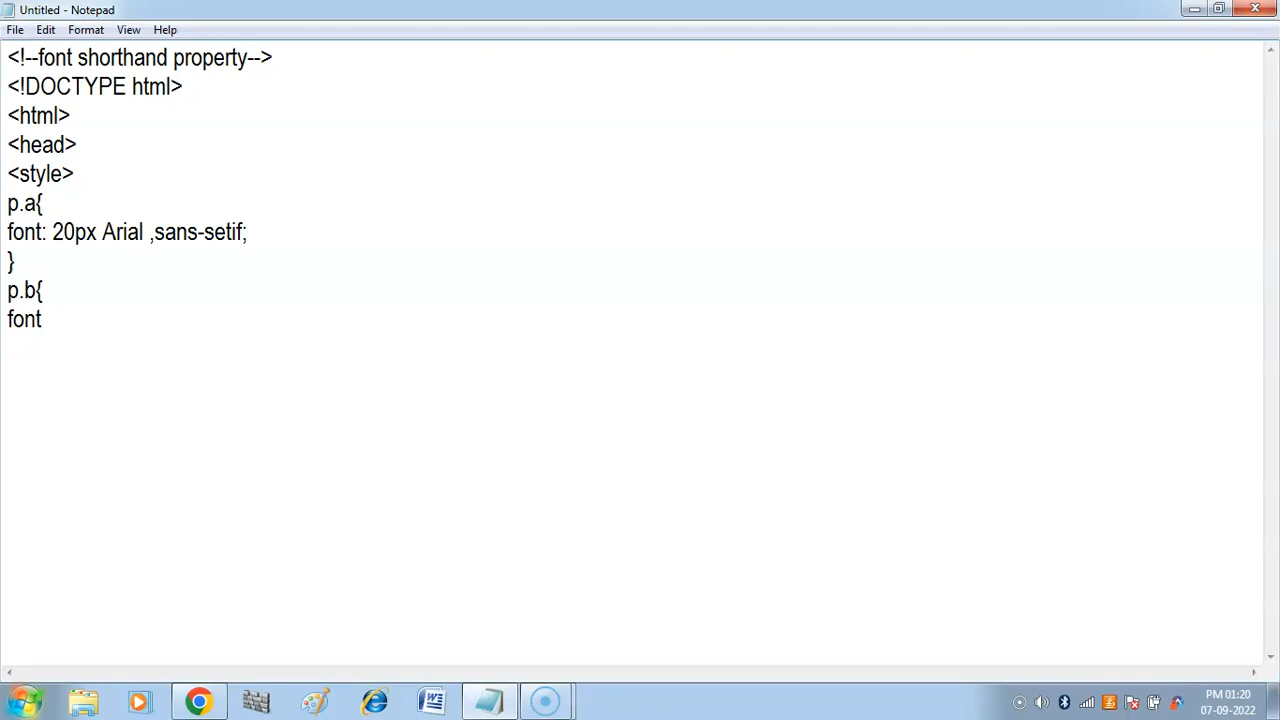 Untitled - Notepad
File Edit Format View Help
<!--font shorthand property-->
<!DOCTYPE html>
<html>
<head>
<style>
p.a{
font: 20px Arial ,sans-setif;
}
p.b{
font
PM 01:20
07-09-2022